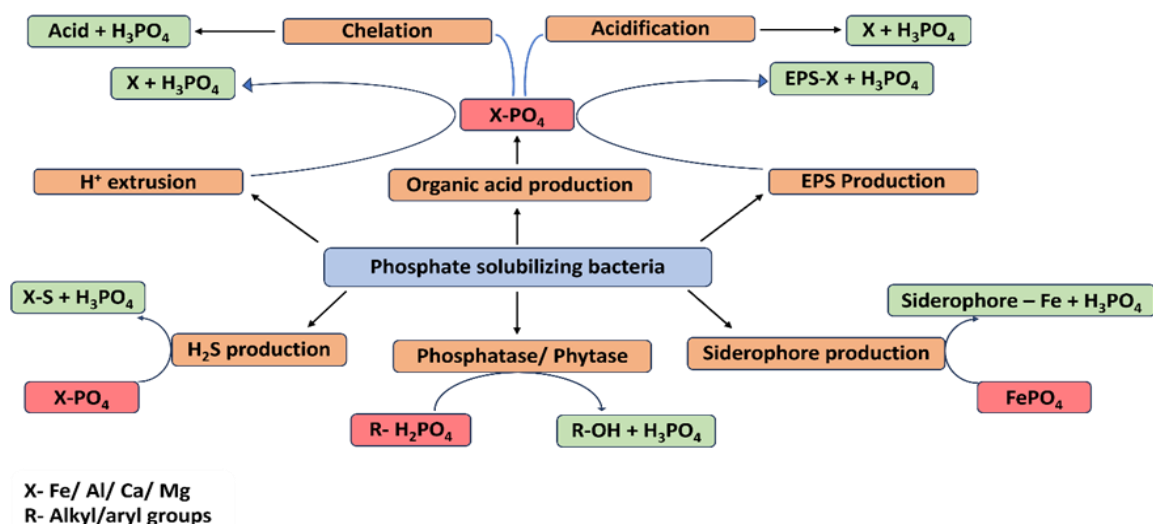 Acid + H₃PO₄
Chelation
Acidification
X + H₃PO₄
X + H₃PO₄
EPS-X + H₃PO₄
X-PO₄
H⁺ extrusion
Organic acid production
EPS Production
Phosphate solubilizing bacteria
X-S + H₃PO₄
Siderophore – Fe + H₃PO₄
H₂S production
Phosphatase/ Phytase
Siderophore production
X-PO₄
FePO₄
R- H₂PO₄
R-OH + H₃PO₄
X- Fe/ Al/ Ca/ Mg
R- Alkyl/aryl groups